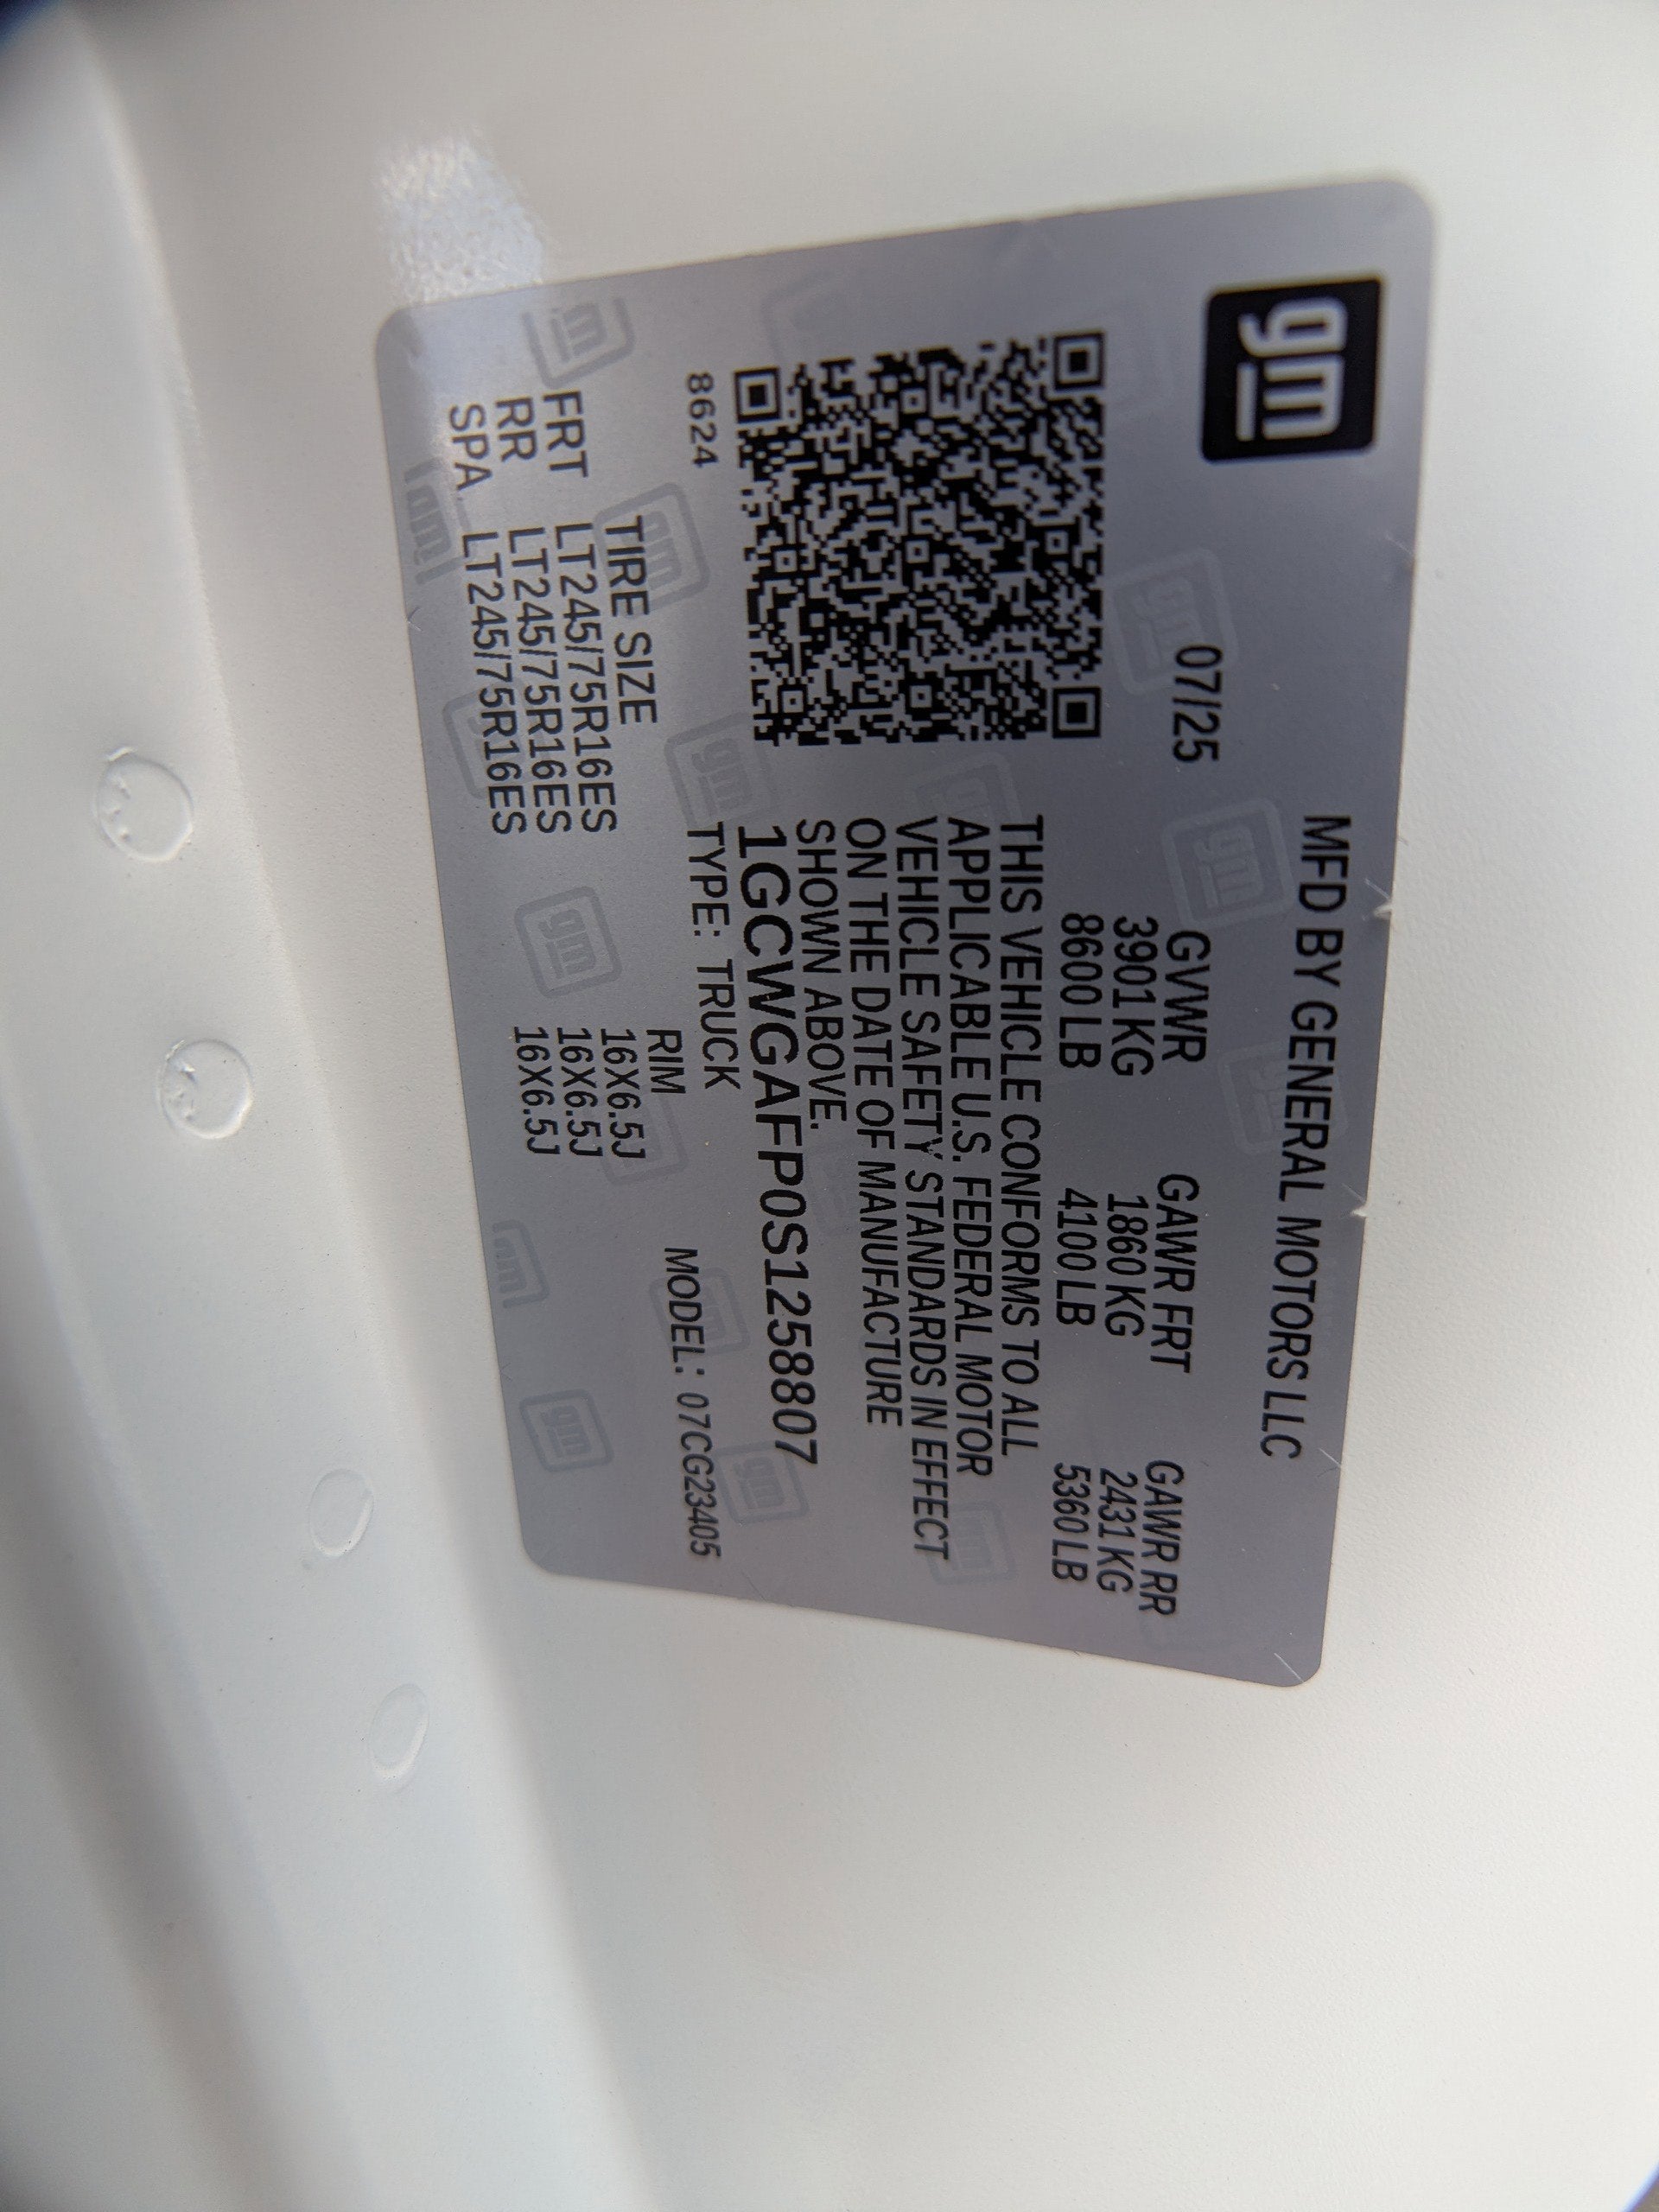 gm
MFD BY GENERAL MOTORS LLC
07/25
GVWR GAWR FRT GAWR RR
3901 KG 1860 KG 2431 KG
8600 LB 4100 LB 5360 LB
THIS VEHICLE CONFORMS TO ALL
APPLICABLE U.S. FEDERAL MOTOR
VEHICLE SAFETY STANDARDS IN EFFECT
ON THE DATE OF MANUFACTURE
SHOWN ABOVE.
1GCWGAFP0S1258807
8624
TYPE: TRUCK MODEL: 07CG23405
TIRE SIZE RIM
FRT LT245/75R16ES 16X6.5J
RR LT245/75R16ES 16X6.5J
SPA LT245/75R16ES 16X6.5J